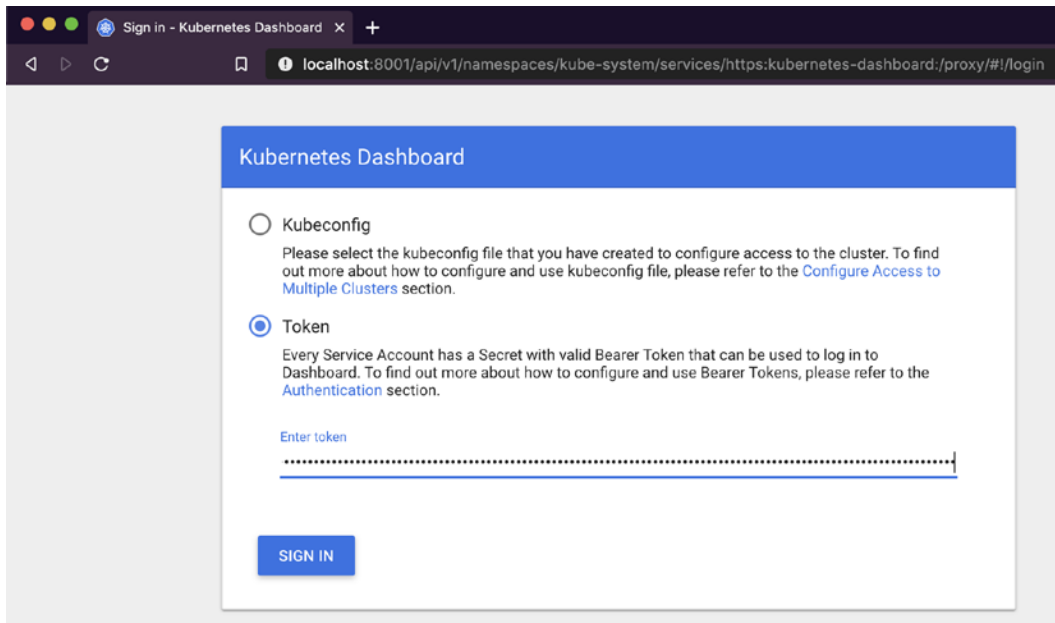 Sign in - Kubernetes Dashboard
localhost:8001/api/v1/namespaces/kube-system/services/https:kubernetes-dashboard:/proxy/#!/login
Kubernetes Dashboard
Kubeconfig
Please select the kubeconfig file that you have created to configure access to the cluster. To find
out more about how to configure and use kubeconfig file, please refer to the Configure Access to
Multiple Clusters section.
Token
Every Service Account has a Secret with valid Bearer Token that can be used to log in to
Dashboard. To find out more about how to configure and use Bearer Tokens, please refer to the
Authentication section.
Enter token
SIGN IN